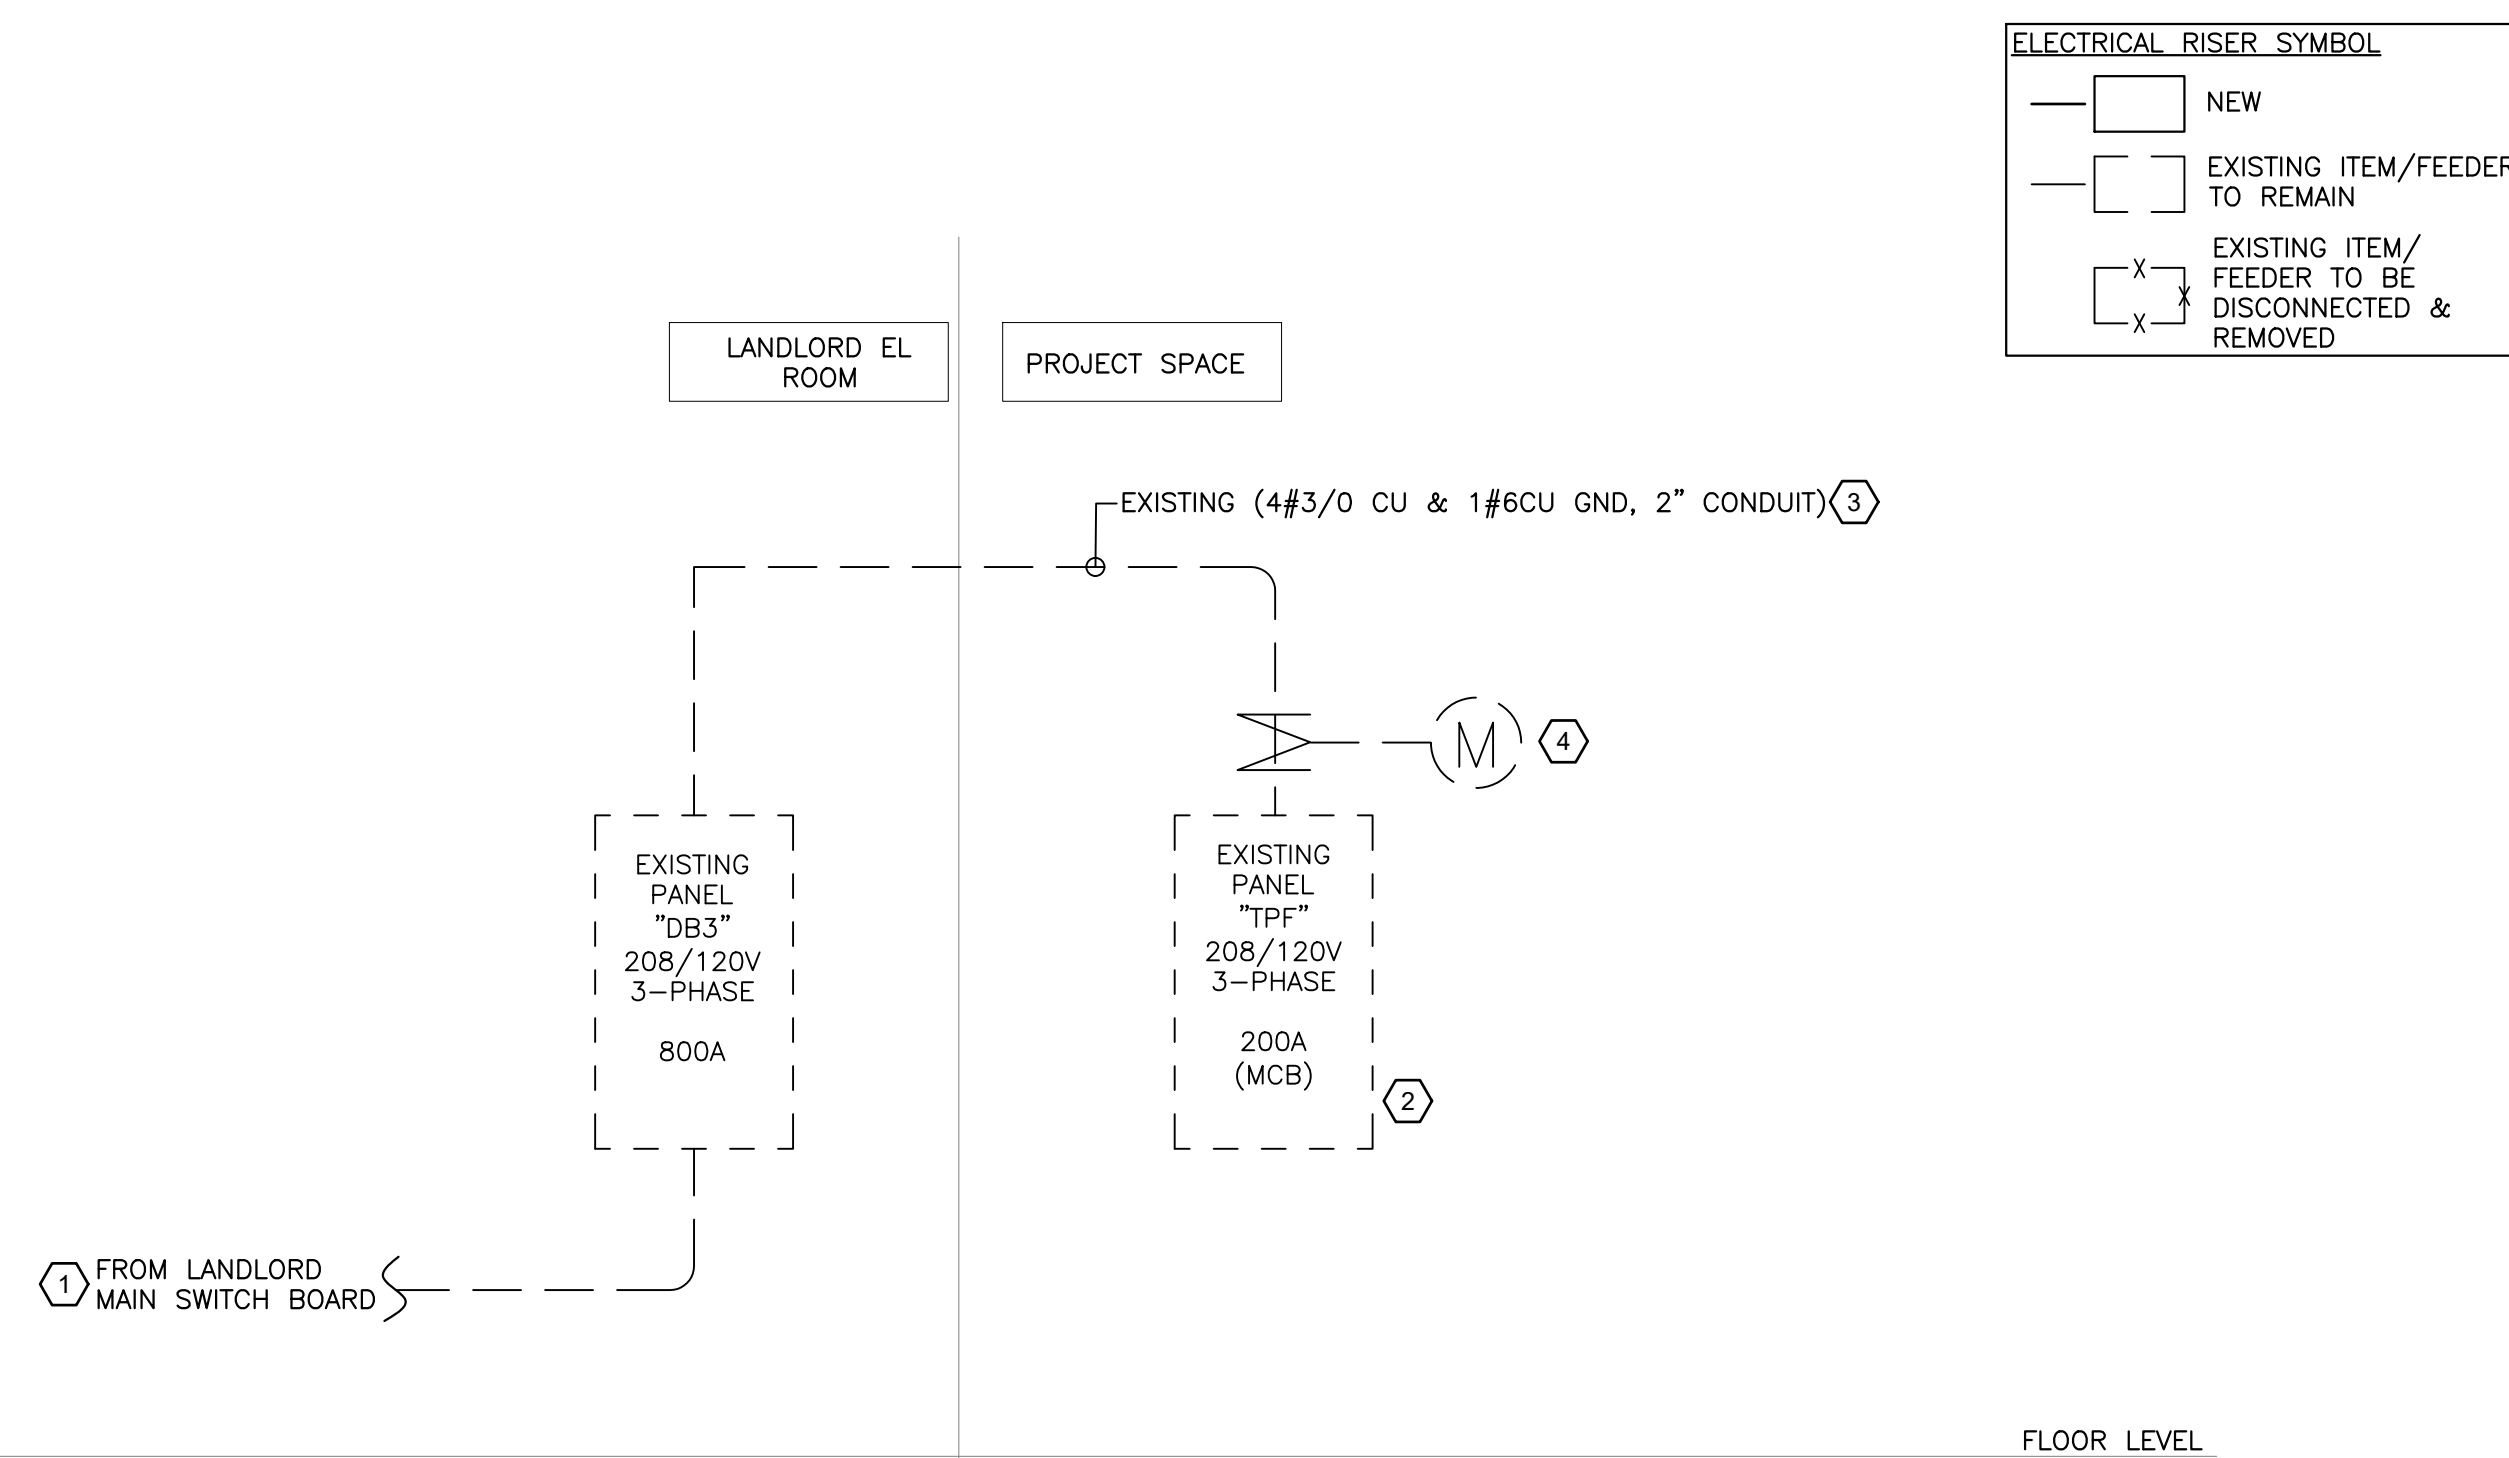 ELECTRICAL RISER SYMBOL
NEW
EXISTING ITEM/FEEDER
TO REMAIN
EXISTING ITEM/
FEEDER TO BE
DISCONNECTED &
REMOVED
LANDLORD EL
ROOM
PROJECT SPACE
EXISTING (4#3/0 CU & 1#6CU GND, 2" CONDUIT) 3
M 4
EXISTING
PANEL
"DB3"
208/120V
3-PHASE
800A
EXISTING
PANEL
"TPF"
208/120V
3-PHASE
200A
(MCB)
2
1 FROM LANDLORD
MAIN SWITCH BOARD
FLOOR LEVEL